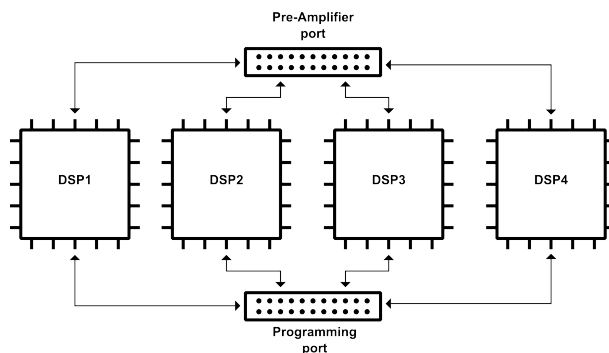 Pre-Amplifier
port
DSP1
DSP2
DSP3
DSP4
Programming
port